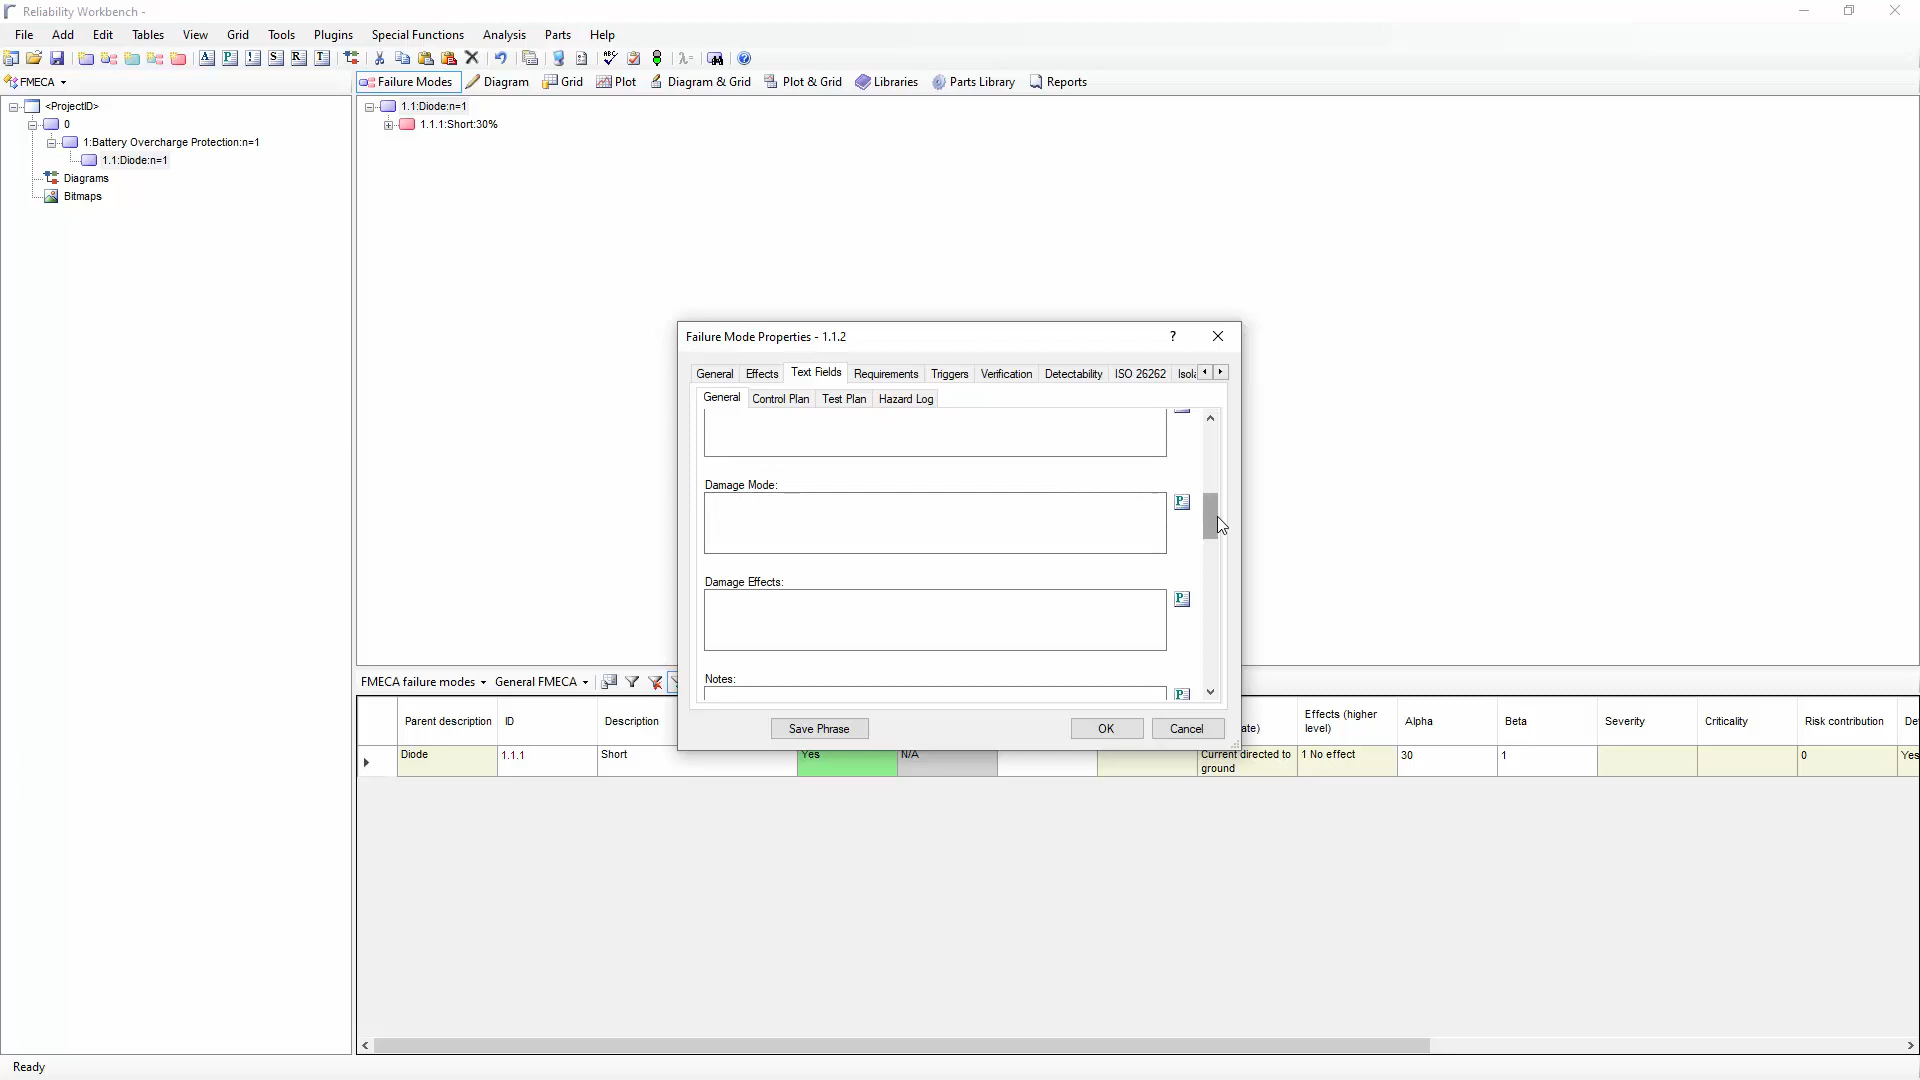 Reliability Workbench -
File Add Edit Tables View Grid Tools Plugins Special Functions Analysis Parts Help
FMECA
Failure Modes Diagram Grid Plot Diagram & Grid Plot & Grid Libraries Parts Library Reports
<ProjectID>
0
1:Battery Overcharge Protection:n=1
1.1:Diode:n=1
Diagrams
Bitmaps
1.1:Diode:n=1
1.1.1:Short:30%
Failure Mode Properties - 1.1.2
General Effects Text Fields Requirements Triggers Verification Detectability ISO 26262
General Control Plan Test Plan Hazard Log
Damage Mode:
Damage Effects:
Notes:
Save Phrase OK Cancel
FMECA failure modes General FMECA
Parent description ID Description Effects (higher level) Alpha Beta Severity Criticality Risk contribution
Diode 1.1.1 Short Yes N/A Current directed to ground 1 No effect 30 1 0 Yes
Ready